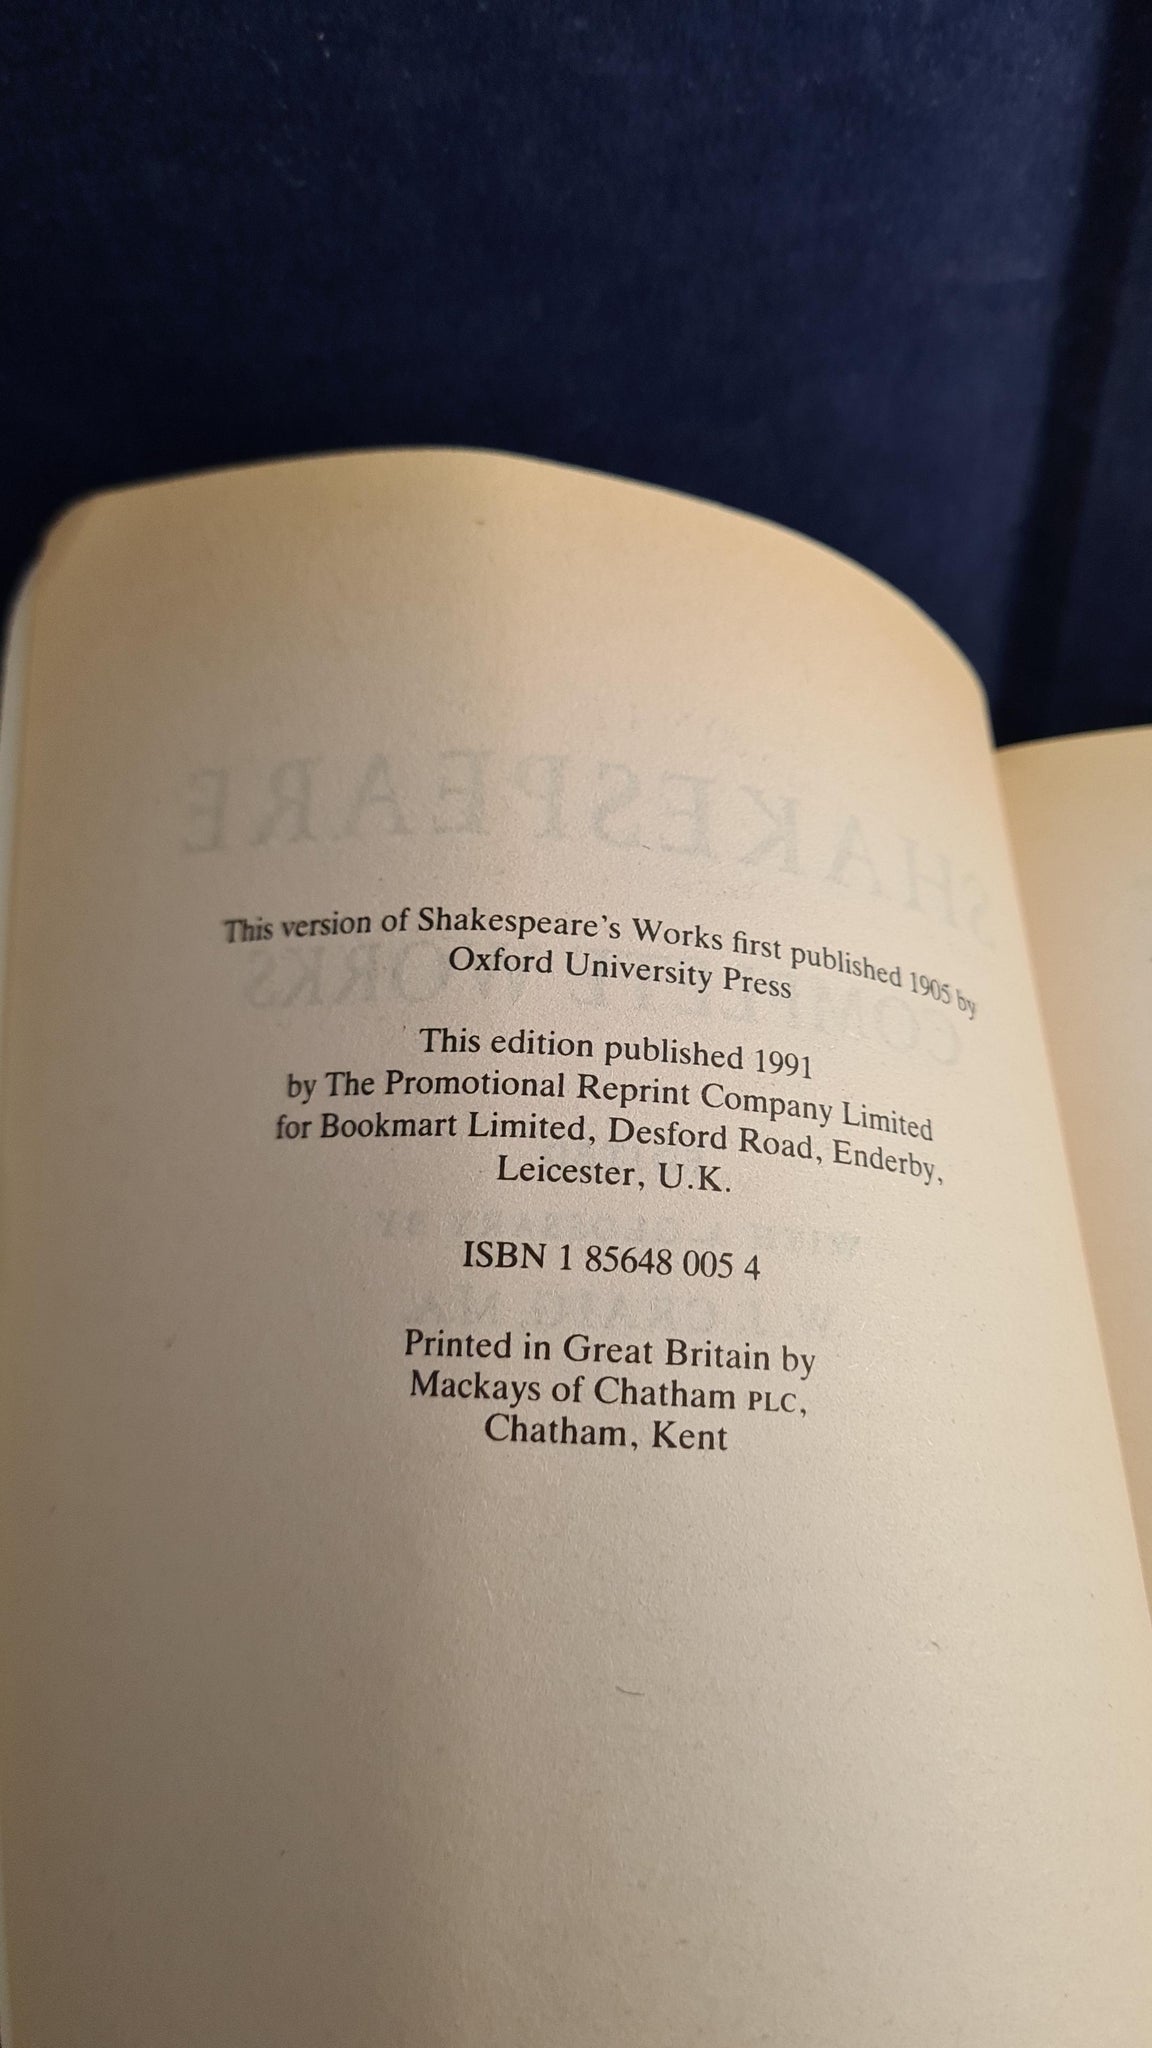 This version of Shakespeare's Works first published 1905 by
Oxford University Press
This edition published 1991
by The Promotional Reprint Company Limited
for Bookmart Limited, Desford Road, Enderby,
Leicester, U.K.
ISBN 1 85648 005 4
Printed in Great Britain by
Mackays of Chatham PLC,
Chatham, Kent